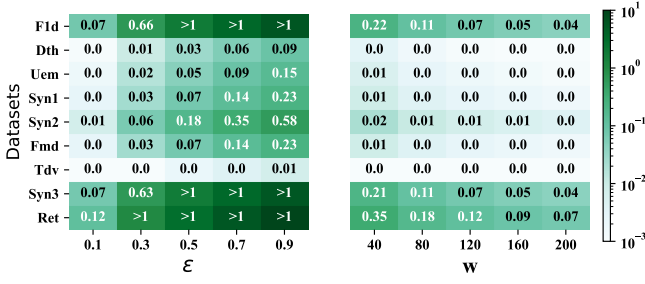 F1d 0.07 0.66 >1 >1 >1 0.22 0.11 0.07 0.05 0.04
Dth 0.0 0.01 0.03 0.06 0.09 0.0 0.0 0.0 0.0 0.0
Uem 0.0 0.02 0.05 0.09 0.15 0.01 0.0 0.0 0.0 0.0
Syn1 0.0 0.03 0.07 0.14 0.23 0.01 0.0 0.0 0.0 0.0
Syn2 0.01 0.06 0.18 0.35 0.58 0.02 0.01 0.01 0.01 0.0
Fmd 0.0 0.03 0.07 0.14 0.23 0.01 0.0 0.0 0.0 0.0
Tdv 0.0 0.0 0.0 0.0 0.01 0.0 0.0 0.0 0.0 0.0
Syn3 0.07 0.63 >1 >1 >1 0.21 0.11 0.07 0.05 0.04
Ret 0.12 >1 >1 >1 >1 0.35 0.18 0.12 0.09 0.07
0.1 0.3 0.5 0.7 0.9 40 80 120 160 200
ε w
Datasets
10¹
10⁰
10⁻¹
10⁻²
10⁻³